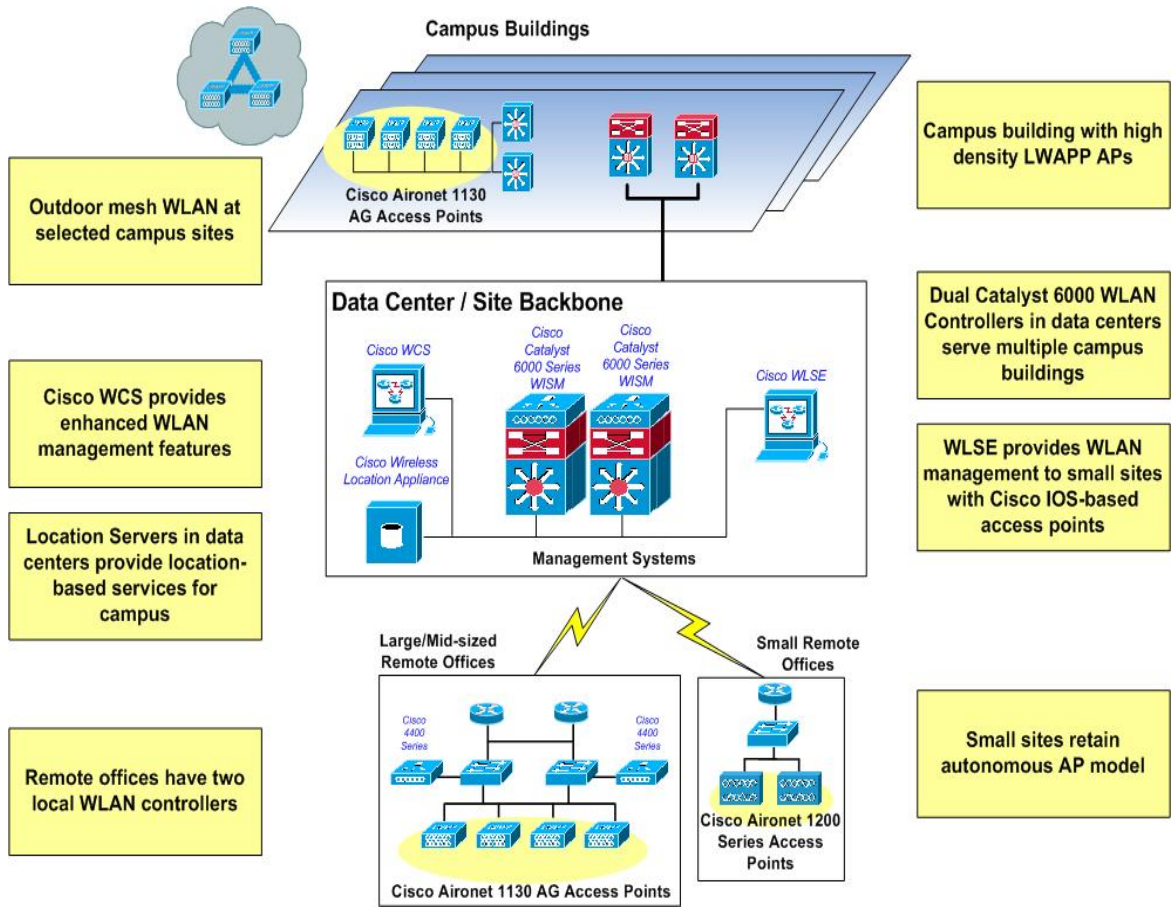 Campus Buildings
Cisco Aironet 1130
AG Access Points
Outdoor mesh WLAN at
selected campus sites
Campus building with high
density LWAPP APs
Data Center / Site Backbone
Cisco WCS
Cisco
Catalyst
6000 Series
WISM
Cisco
Catalyst
6000 Series
WISM
Cisco WLSE
Cisco Wireless
Location Appliance
Management Systems
Cisco WCS provides
enhanced WLAN
management features
Dual Catalyst 6000 WLAN
Controllers in data centers
serve multiple campus
buildings
WLSE provides WLAN
management to small sites
with Cisco IOS-based
access points
Location Servers in data
centers provide location-
based services for
campus
Large/Mid-sized
Remote Offices
Cisco
4400
Series
Cisco
4400
Series
Cisco Aironet 1130 AG Access Points
Small Remote
Offices
Cisco Aironet 1200
Series Access
Points
Remote offices have two
local WLAN controllers
Small sites retain
autonomous AP model